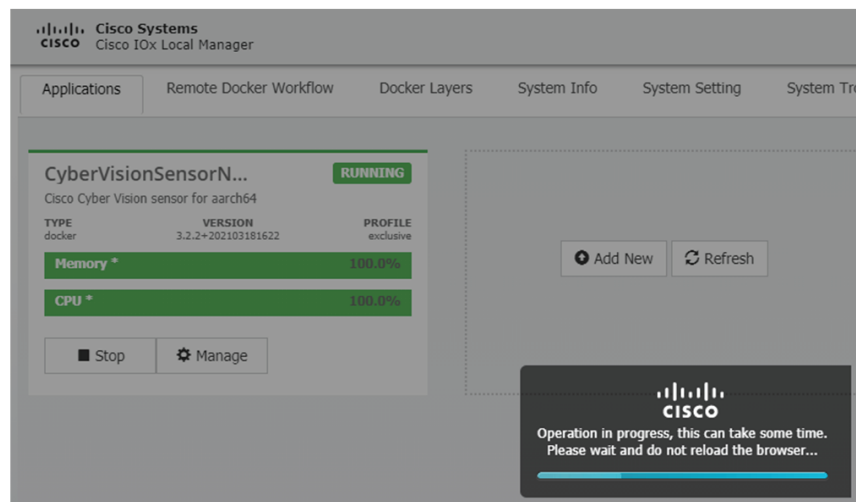 Cisco Systems
CISCO Cisco IOx Local Manager
Applications Remote Docker Workflow Docker Layers System Info System Setting System Tro
CyberVisionSensorN... RUNNING
Cisco Cyber Vision sensor for aarch64
TYPE VERSION PROFILE
docker 3.2.2+202103181622 exclusive
Memory * 100.0%
CPU * 100.0%
Add New Refresh
Stop Manage
CISCO
Operation in progress, this can take some time.
Please wait and do not reload the browser...